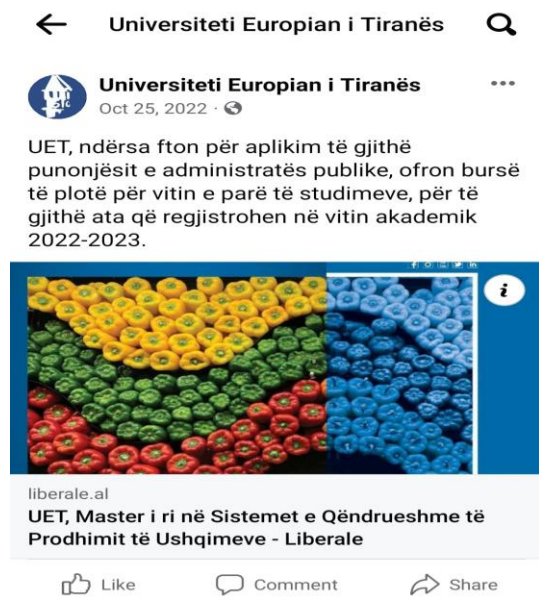 Universiteti Europian i Tiranës
Universiteti Europian i Tiranës
Oct 25, 2022 ·
UET, ndërsa fton për aplikim të gjithë
punonjësit e administratës publike, ofron bursë
të plotë për vitin e parë të studimeve, për të
gjithë ata që regjistrohen në vitin akademik
2022-2023.
i
liberale.al
UET, Master i ri në Sistemet e Qëndrueshme të
Prodhimit të Ushqimeve - Liberale
Like Comment Share